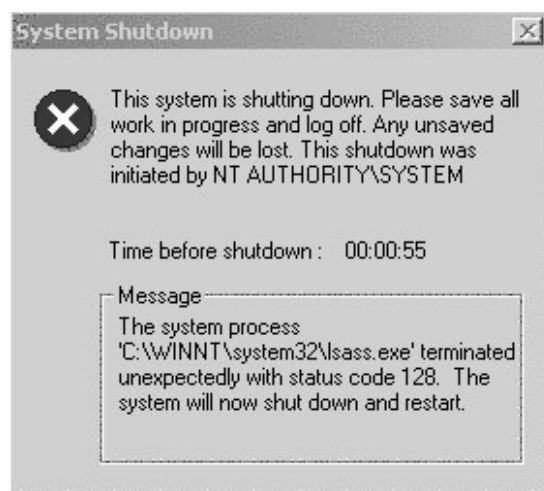 System Shutdown
This system is shutting down. Please save all
work in progress and log off. Any unsaved
changes will be lost. This shutdown was
initiated by NT AUTHORITY\SYSTEM
Time before shutdown : 00:00:55
Message
The system process
'C:\WINNT\system32\lsass.exe' terminated
unexpectedly with status code 128. The
system will now shut down and restart.